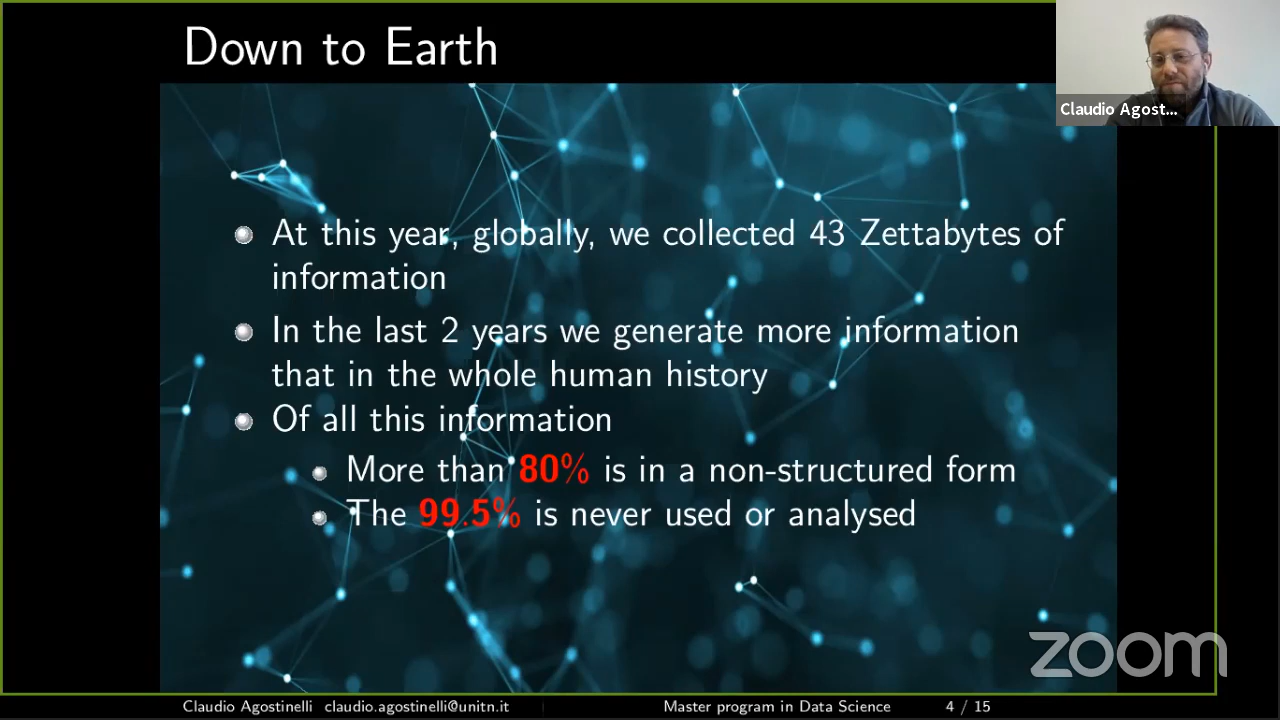 Down to Earth
Claudio Agost...
At this year, globally, we collected 43 Zettabytes of
information
In the last 2 years we generate more information
that in the whole human history
Of all this information
More than 80% is in a non-structured form
The 99.5% is never used or analysed
zoom
Claudio Agostinelli claudio.agostinelli@unitn.it
Master program in Data Science
4 / 15